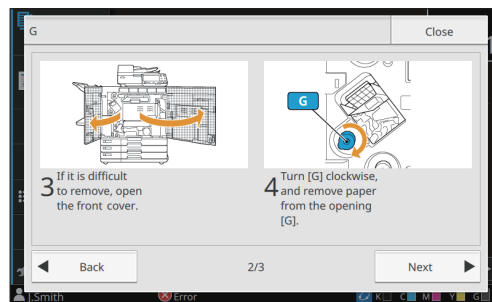 G
Close
G
3 If it is difficult
to remove, open
the front cover.
4 Turn [G] clockwise,
and remove paper
from the opening
[G].
Back
2/3
Next
J.Smith
Error
K
C
M
Y
G